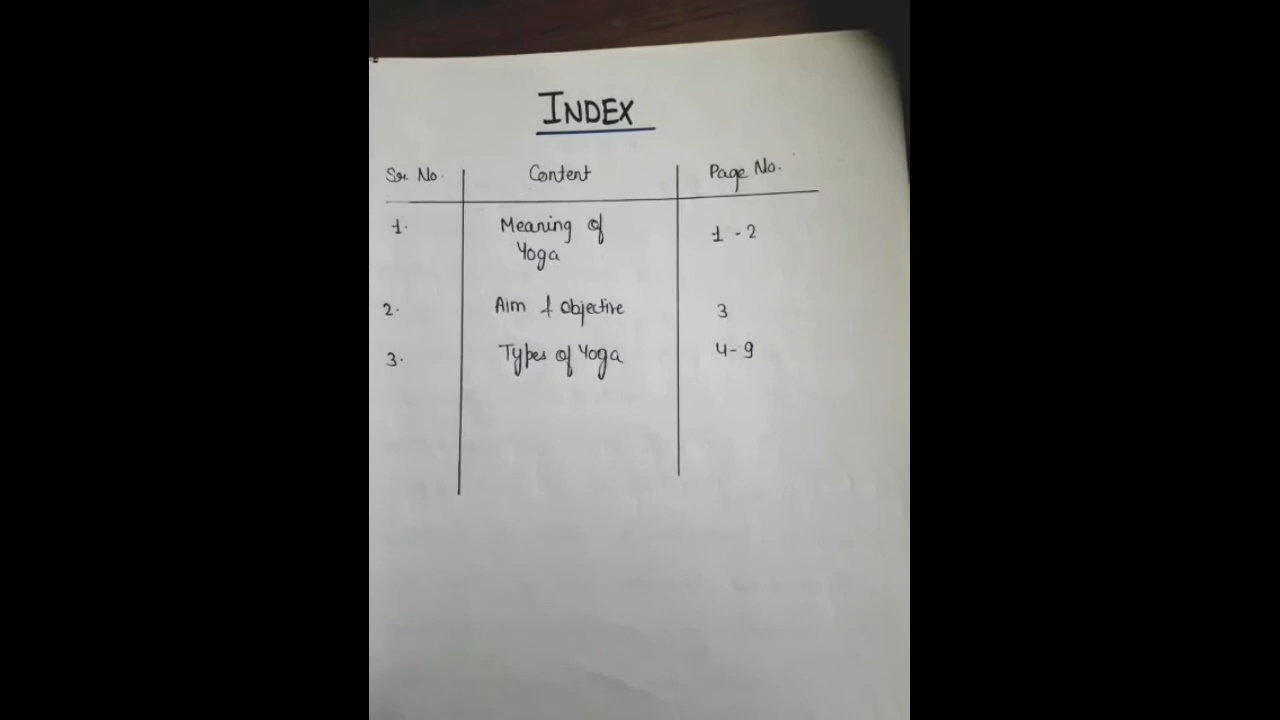 INDEX
Sr. No. Content Page No.
1. Meaning of 1 - 2
Yoga
2. Aim & Objective 3
3. Types of Yoga 4 - 9